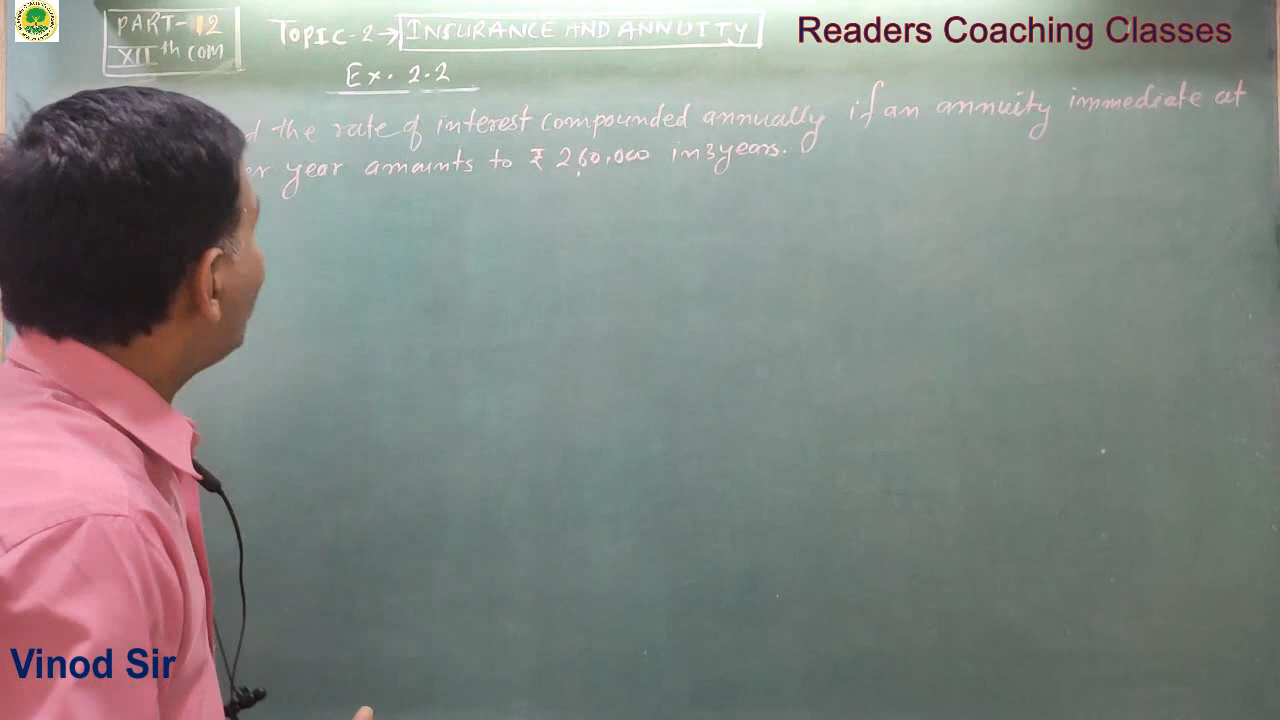 PART-12
XIIth COM
TOPIC-2→ INSURANCE AND ANNUITY
Readers Coaching Classes
Ex. 2.2
the rate of interest compounded annually if an annuity immediate at
year amounts to ₹ 2,60,000 in 3 years.
Vinod Sir